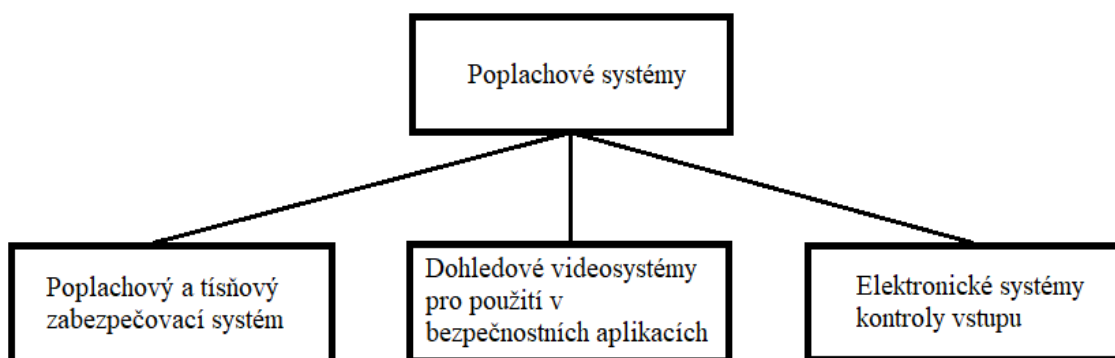 Poplachové systémy
Poplachový a tísňový
zabezpečovací systém
Dohledové videosystémy
pro použití v
bezpečnostních aplikacích
Elektronické systémy
kontroly vstupu